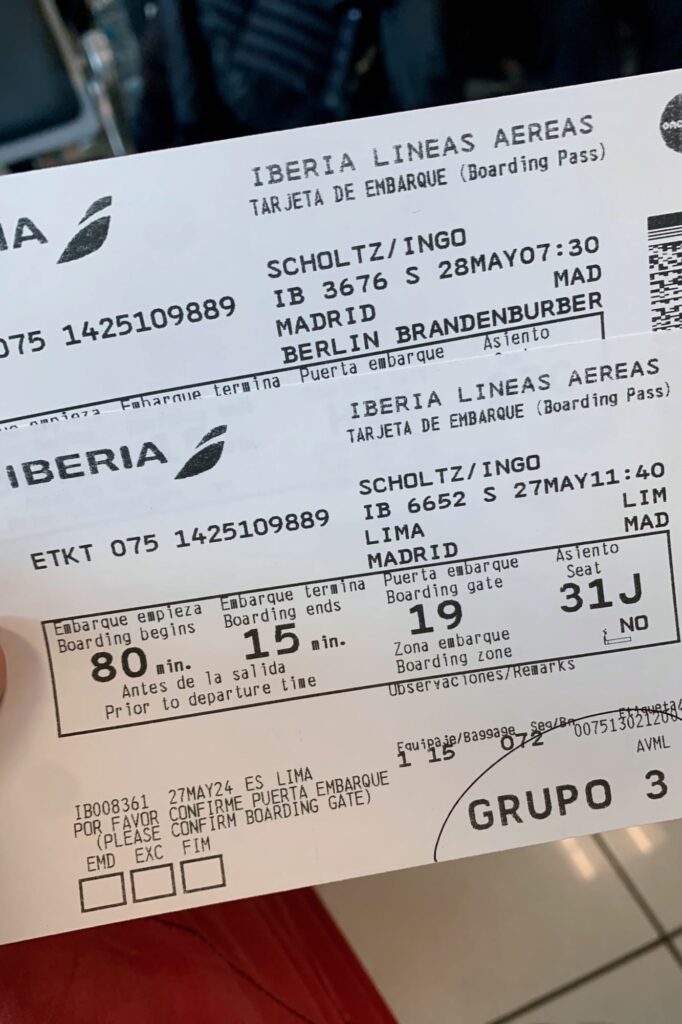 IBERIA LINEAS AEREAS
TARJETA DE EMBARQUE (Boarding Pass)
SCHOLTZ/INGO
075 1425109889
IB 3676 S 28MAY07:30
MADRID MAD
BERLIN BRANDENBURBER
Embarque termina Puerta embarque Asiento
IBERIA
IBERIA LINEAS AEREAS
TARJETA DE EMBARQUE (Boarding Pass)
ETKT 075 1425109889
SCHOLTZ/INGO
IB 6652 S 27MAY11:40
LIMA LIM
MADRID MAD
Embarque empieza Embarque termina Puerta embarque Asiento
Boarding begins Boarding ends Boarding gate Seat
80 min. 15 min. 19 31J
Antes de la salida Zona embarque NO
Prior to departure time Boarding zone
Observaciones/Remarks
Equipaje/Baggage Seg/Bn Etiqueta
1 15 072 007513021200
AVML
IB008361 27MAY24 ES LIMA
POR FAVOR CONFIRME PUERTA EMBARQUE
(PLEASE CONFIRM BOARDING GATE)
EMD EXC FIM
GRUPO 3